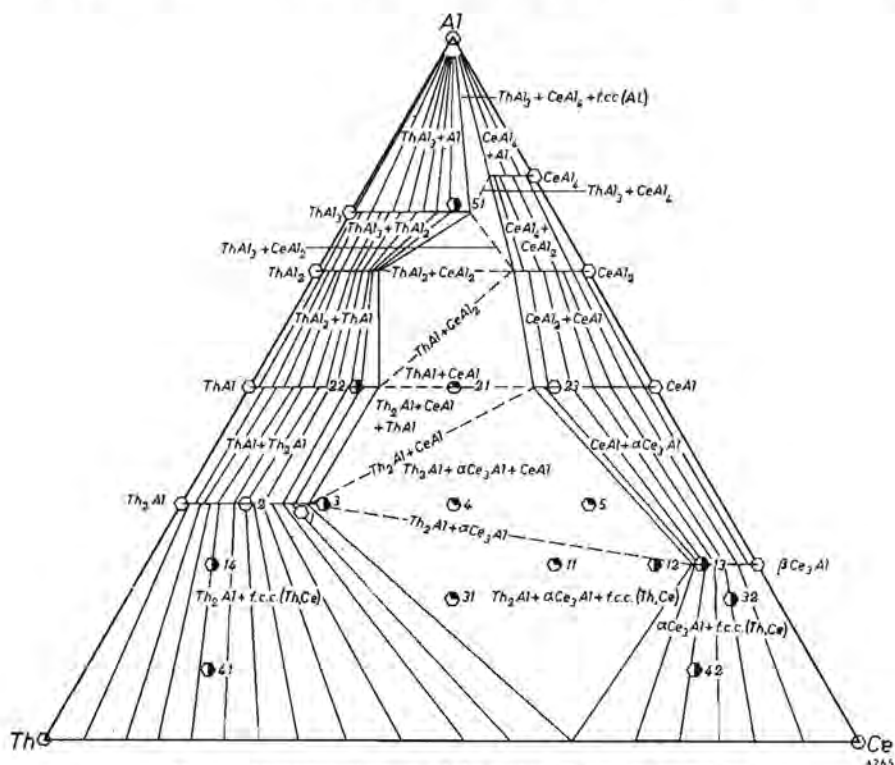 Al
ThAl3 + CeAl4 + f.c.c (Al)
ThAl3 + Al
CeAl4
+ Al
CeAl4
ThAl3 + CeAl4
ThAl3
51
ThAl3 + ThAl2
CeAl4 +
CeAl2
ThAl3 + CeAl2
ThAl2
ThAl2 + CeAl2
CeAl2
ThAl2 + ThAl
ThAl + CeAl2
CeAl2 + CeAl
ThAl
22
ThAl + CeAl
21
23
CeAl
Th2Al + CeAl
+ ThAl
ThAl + Th2Al
Th2Al + CeAl
CeAl + αCe3Al
Th2Al + αCe3Al + CeAl
Th2Al
2
3
4
5
Th2Al + αCe3Al
14
11
12
13
βCe3Al
Th2Al + f.c.c.(Th,Ce)
31
Th2Al + αCe3Al + f.c.c.(Th,Ce)
32
αCe3Al + f.c.c.(Th,Ce)
41
42
Th
Ce